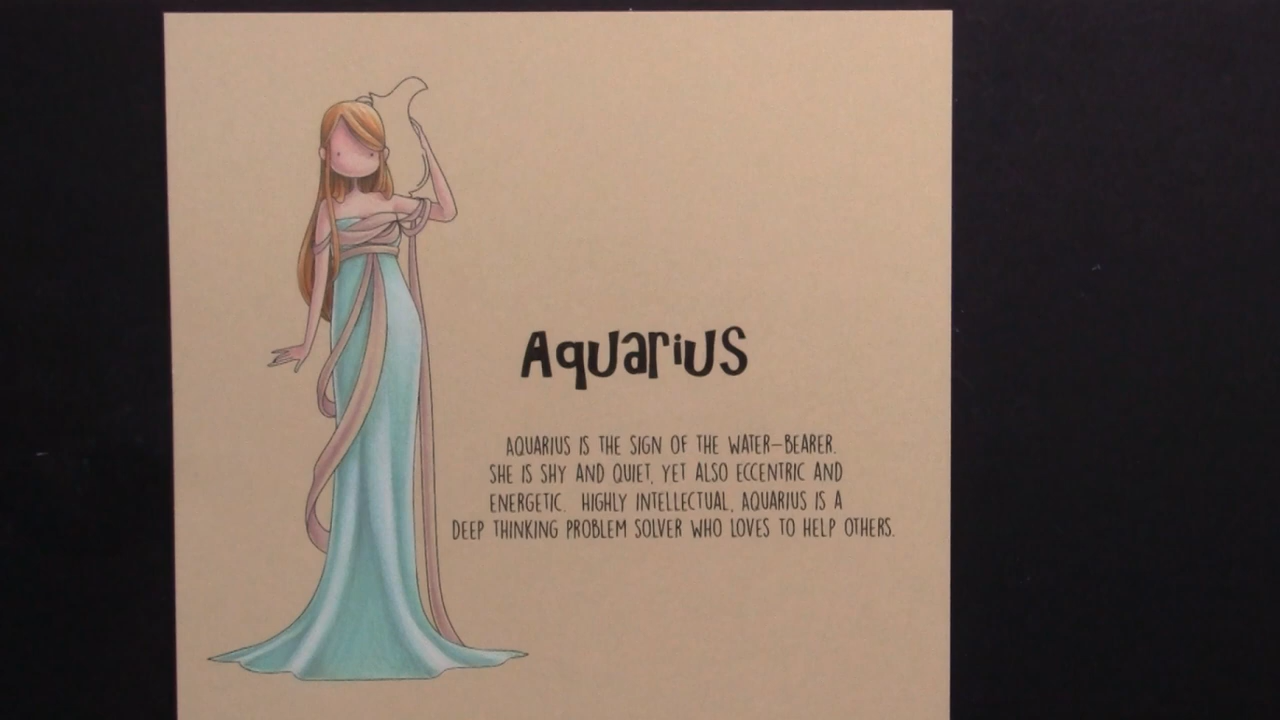 Aquarius
AQUARIUS IS THE SIGN OF THE WATER-BEARER.
SHE IS SHY AND QUIET, YET ALSO ECCENTRIC AND
ENERGETIC. HIGHLY INTELLECTUAL, AQUARIUS IS A
DEEP THINKING PROBLEM SOLVER WHO LOVES TO HELP OTHERS.